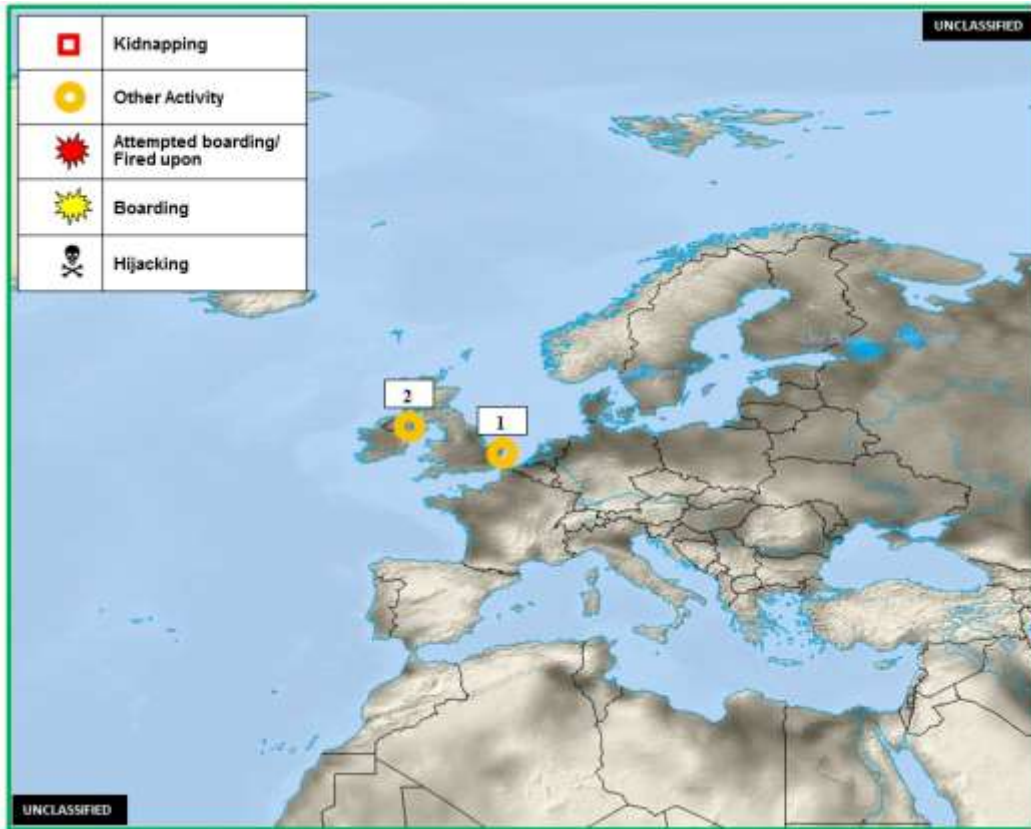 UNCLASSIFIED
Kidnapping
Other Activity
Attempted boarding/
Fired upon
Boarding
Hijacking
2
1
UNCLASSIFIED